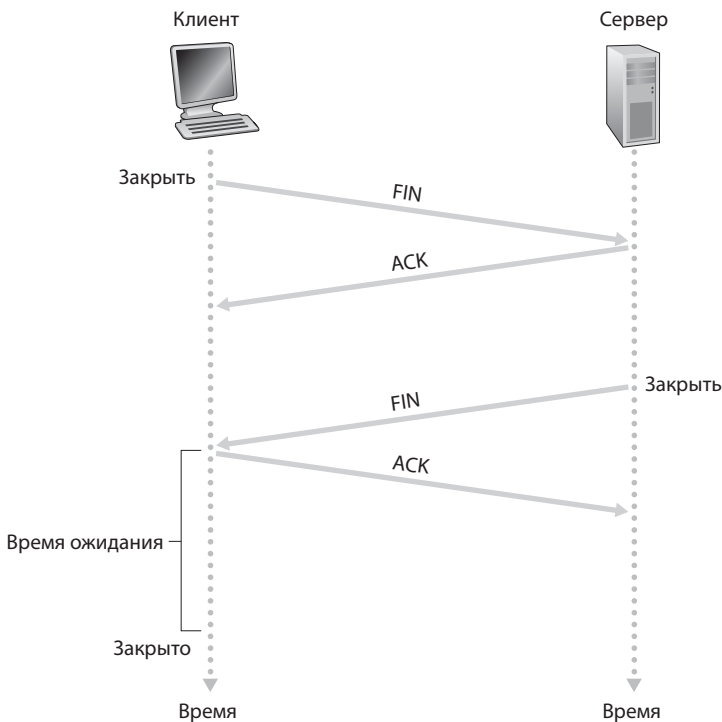 Клиент
Сервер
Закрыть
FIN
ACK
Закрыть
FIN
ACK
Время ожидания
Закрыто
Время
Время